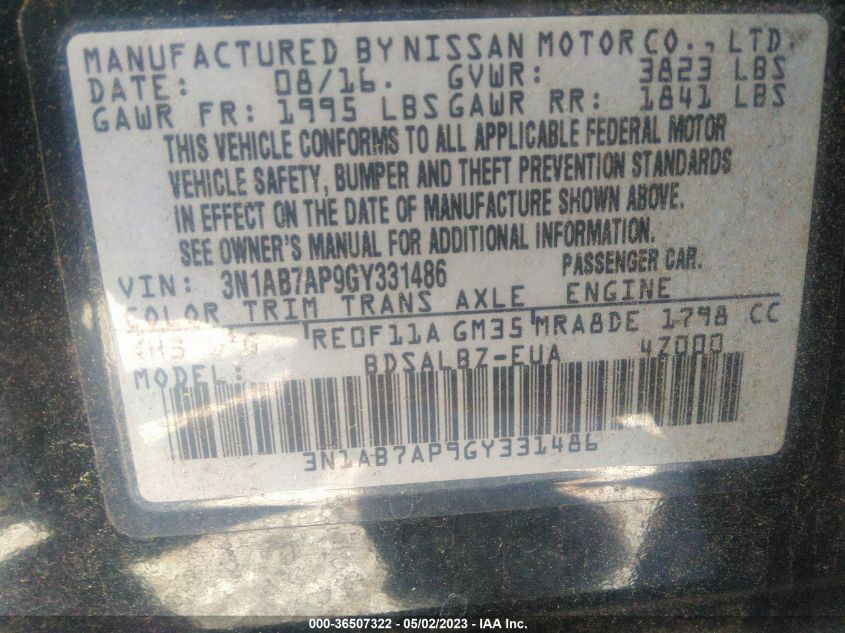 MANUFACTURED BY NISSAN MOTOR CO., LTD.
DATE: 08/16. GVWR: 3823 LBS
GAWR FR: 1995 LBS GAWR RR: 1841 LBS
THIS VEHICLE CONFORMS TO ALL APPLICABLE FEDERAL MOTOR
VEHICLE SAFETY, BUMPER AND THEFT PREVENTION STANDARDS
IN EFFECT ON THE DATE OF MANUFACTURE SHOWN ABOVE.
SEE OWNER'S MANUAL FOR ADDITIONAL INFORMATION.
VIN: 3N1AB7AP9GY331486 PASSENGER CAR.
COLOR TRIM TRANS AXLE ENGINE
RE0F11A GM35 MRA8DE 1798 CC
MODEL: BDSALBZ-EUA 4Z000
3N1AB7AP9GY331486
000-36507322 - 05/02/2023 - IAA Inc.